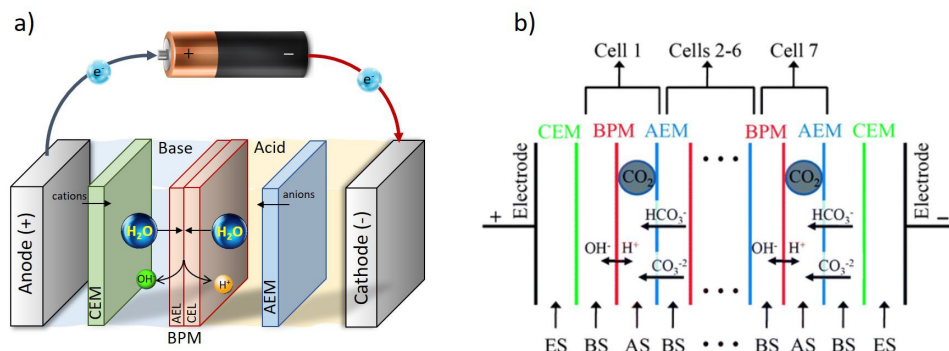 a)
+ −
e⁻
e⁻
Base
Acid
cations
anions
H₂O
H₂O
OH⁻
H⁺
Anode (+)
CEM
AEL
CEL
BPM
AEM
Cathode (-)
b)
Cell 1
Cells 2-6
Cell 7
CEM BPM AEM BPM AEM CEM
Electrode
Electrode
CO₂
CO₂
+
−
HCO₃⁻
HCO₃⁻
OH⁻ H⁺
OH⁻ H⁺
CO₃⁻²
CO₃⁻²
ES BS AS BS BS AS BS ES